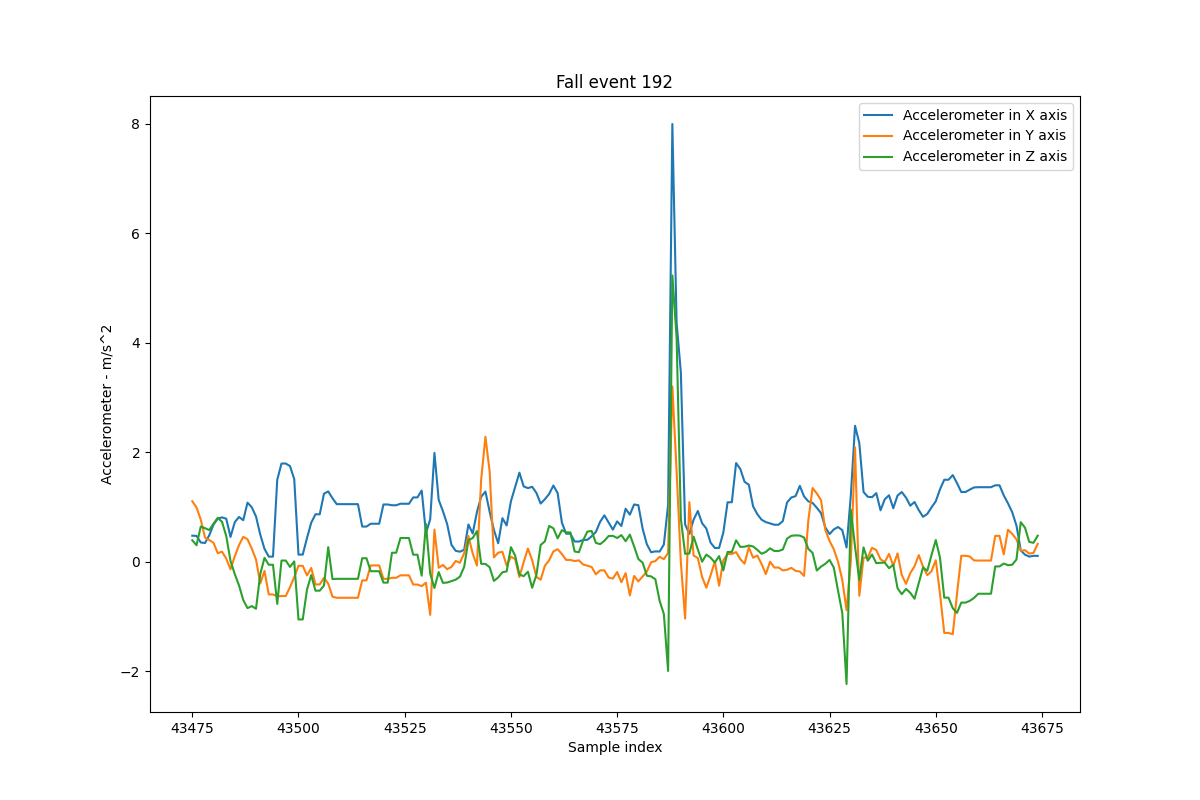 Fall event 192
Accelerometer in X axis
Accelerometer in Y axis
Accelerometer in Z axis
Accelerometer - m/s^2
8
6
4
2
0
−2
43475 43500 43525 43550 43575 43600 43625 43650 43675
Sample index